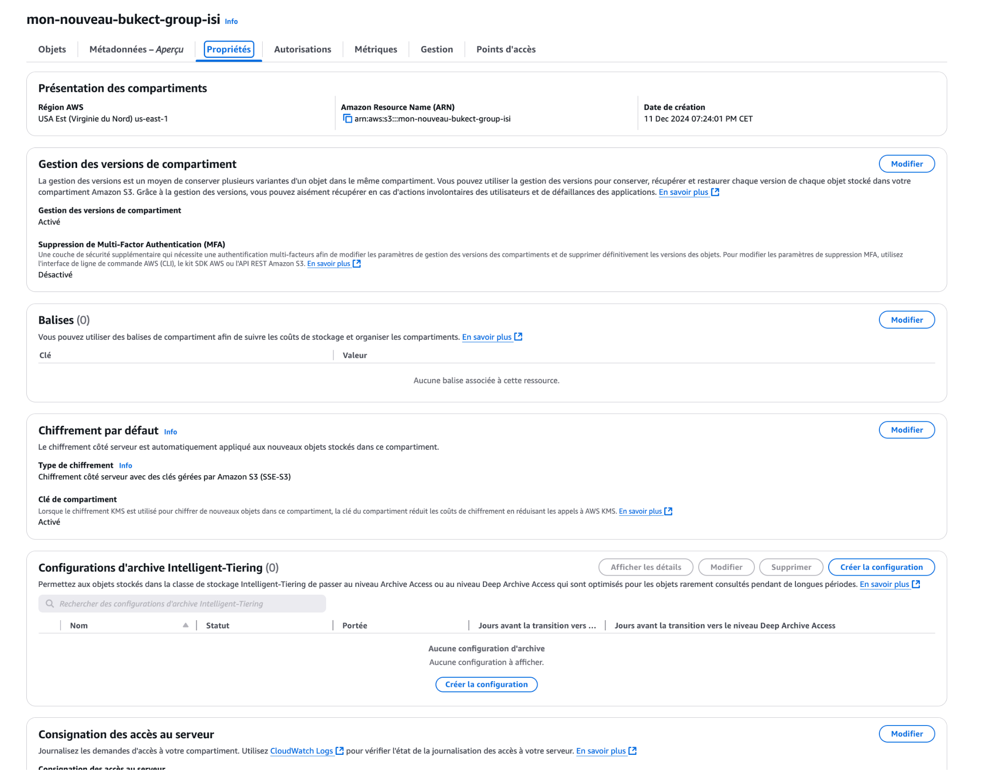 mon-nouveau-bukect-group-isi Info
Objets Métadonnées – Aperçu Propriétés Autorisations Métriques Gestion Points d'accès
Présentation des compartiments
Région AWS
USA Est (Virginie du Nord) us-east-1
Amazon Resource Name (ARN)
arn:aws:s3:::mon-nouveau-bukect-group-isi
Date de création
11 Dec 2024 07:24:01 PM CET
Gestion des versions de compartiment
Modifier
La gestion des versions est un moyen de conserver plusieurs variantes d'un objet dans le même compartiment. Vous pouvez utiliser la gestion des versions pour conserver, récupérer et restaurer chaque version de chaque objet stocké dans votre
compartiment Amazon S3. Grâce à la gestion des versions, vous pouvez aisément récupérer en cas d'actions involontaires des utilisateurs et de défaillances des applications. En savoir plus
Gestion des versions de compartiment
Activé
Suppression de Multi-Factor Authentication (MFA)
Une couche de sécurité supplémentaire qui nécessite une authentification multi-facteurs afin de modifier les paramètres de gestion des versions des compartiments et de supprimer définitivement les versions des objets. Pour modifier les paramètres de suppression MFA, utilisez
l'interface de ligne de commande AWS (CLI), le kit SDK AWS ou l'API REST Amazon S3. En savoir plus
Désactivé
Balises (0)
Modifier
Vous pouvez utiliser des balises de compartiment afin de suivre les coûts de stockage et organiser les compartiments. En savoir plus
Clé Valeur
Aucune balise associée à cette ressource.
Chiffrement par défaut Info
Modifier
Le chiffrement côté serveur est automatiquement appliqué aux nouveaux objets stockés dans ce compartiment.
Type de chiffrement Info
Chiffrement côté serveur avec des clés gérées par Amazon S3 (SSE-S3)
Clé de compartiment
Lorsque le chiffrement KMS est utilisé pour chiffrer de nouveaux objets dans ce compartiment, la clé du compartiment réduit les coûts de chiffrement en réduisant les appels à AWS KMS. En savoir plus
Activé
Configurations d'archive Intelligent-Tiering (0)
Afficher les détails Modifier Supprimer Créer la configuration
Permettez aux objets stockés dans la classe de stockage Intelligent-Tiering de passer au niveau Archive Access ou au niveau Deep Archive Access qui sont optimisés pour les objets rarement consultés pendant de longues périodes. En savoir plus
Rechercher des configurations d'archive Intelligent-Tiering
Nom Statut Portée Jours avant la transition vers ... Jours avant la transition vers le niveau Deep Archive Access
Aucune configuration d'archive
Aucune configuration à afficher.
Créer la configuration
Consignation des accès au serveur
Modifier
Journalisez les demandes d'accès à votre compartiment. Utilisez CloudWatch Logs pour vérifier l'état de la journalisation des accès à votre serveur. En savoir plus
Consignation des accès au serveur